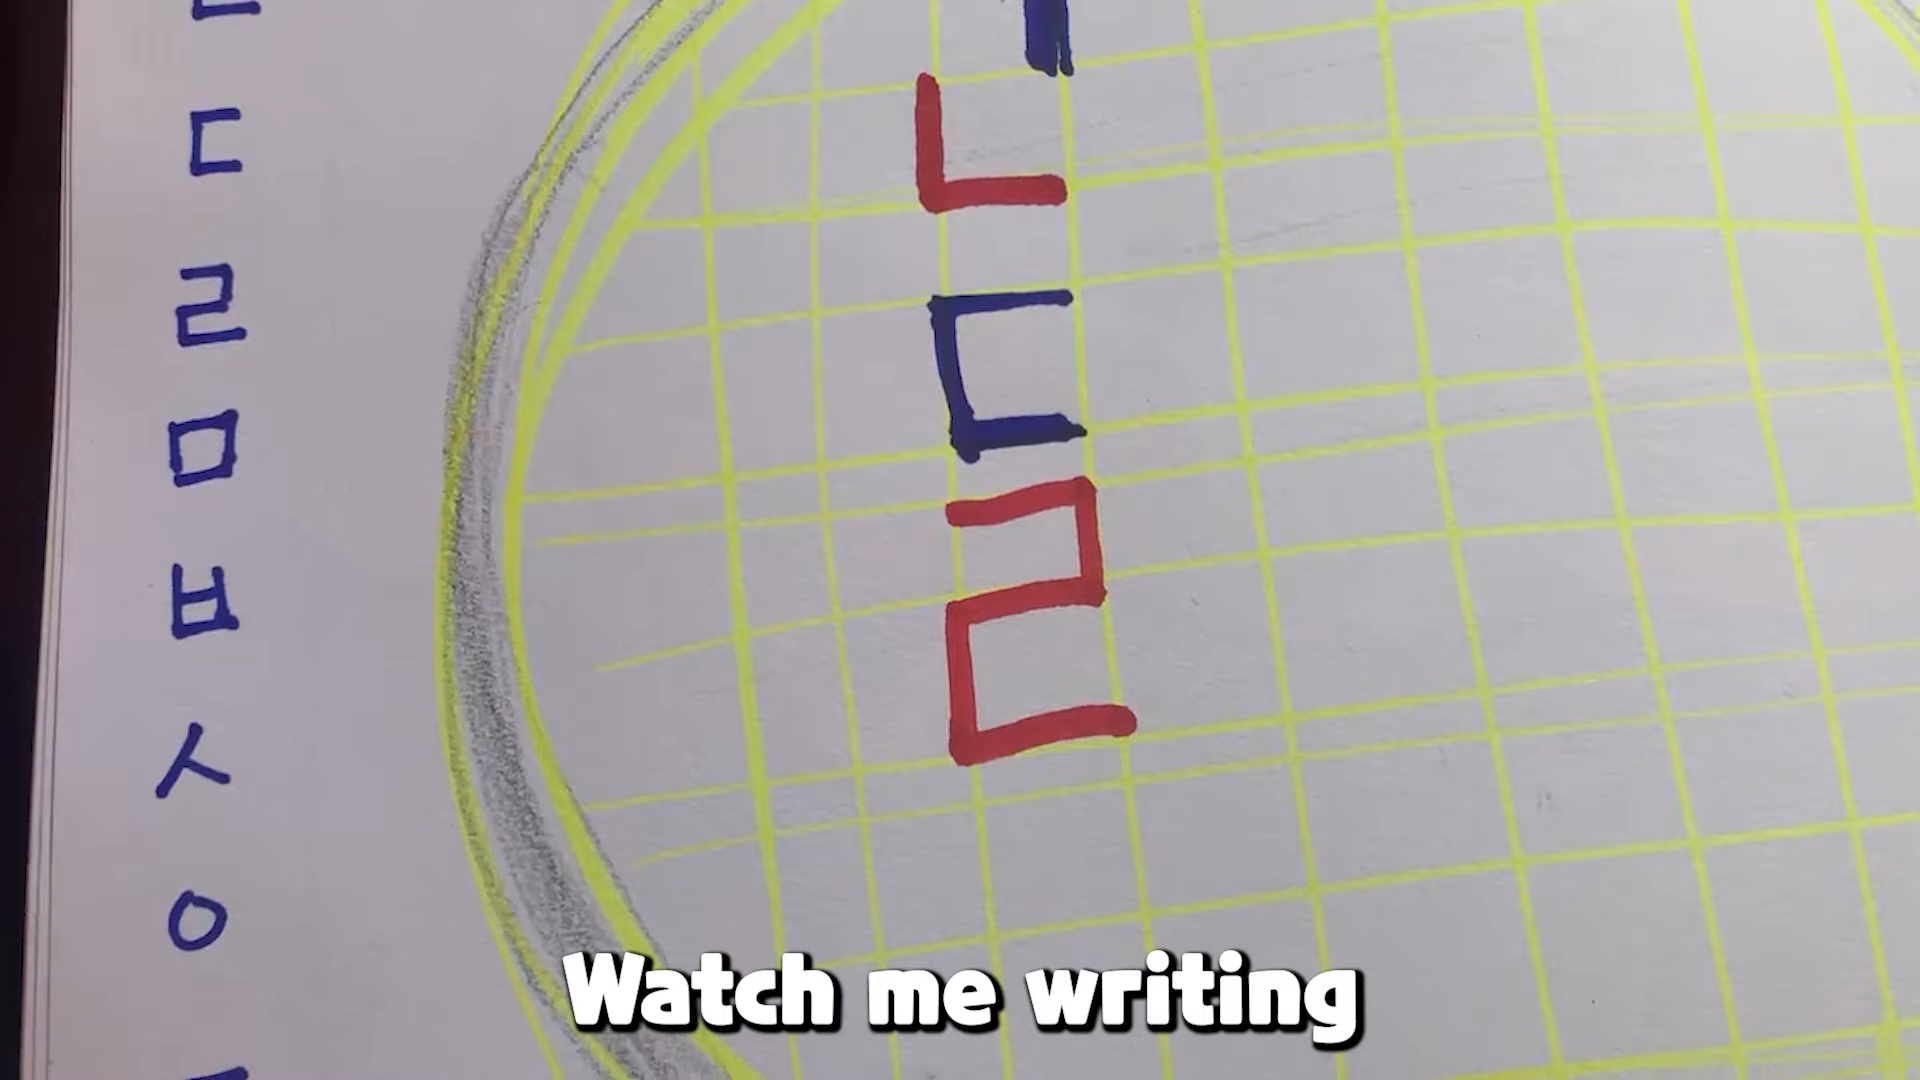 ㄷ
ㄹ
ㅁ
ㅂ
ㅅ
ㅇ
ㄴ
ㄷ
ㄹ
Watch me writing